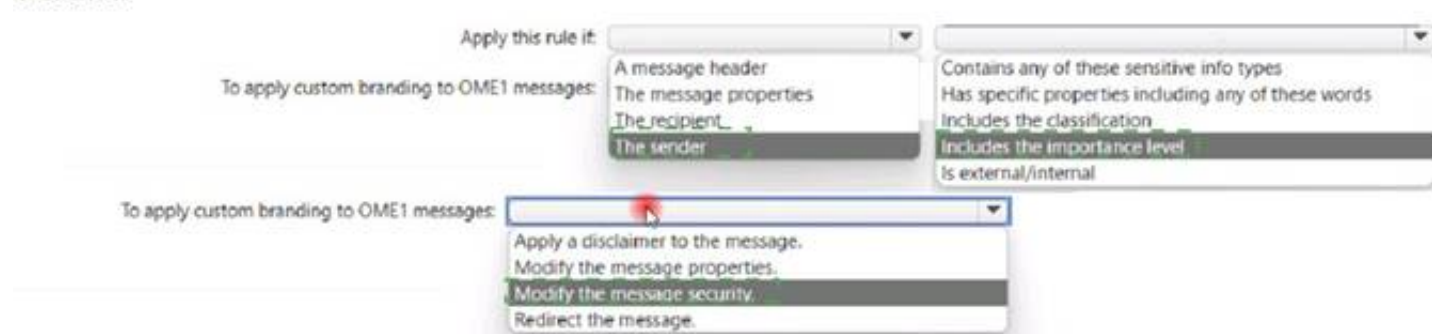 Apply this rule if:
A message header
The message properties
The recipient
The sender
Contains any of these sensitive info types
Has specific properties including any of these words
Includes the classification
Includes the importance level
Is external/internal
To apply custom branding to OME1 messages:
To apply custom branding to OME1 messages:
Apply a disclaimer to the message.
Modify the message properties.
Modify the message security.
Redirect the message.